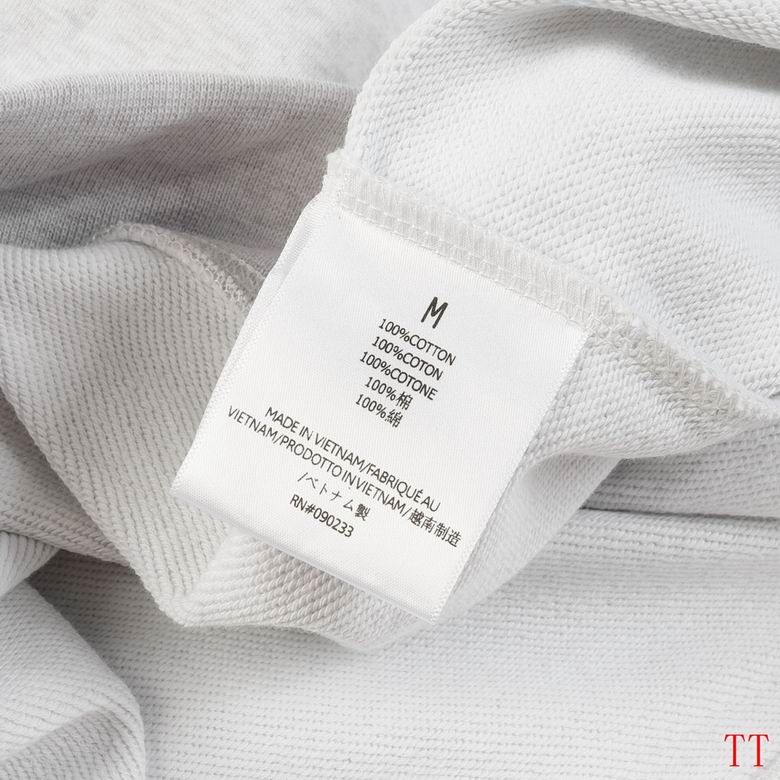 M
100%COTTON
100%COTON
100%COTONE
100%棉
100%綿
MADE IN VIETNAM/FABRIQUÉ AU
VIETNAM/PRODOTTO IN VIETNAM/越南制造
/ベトナム製
RN#090233
TT